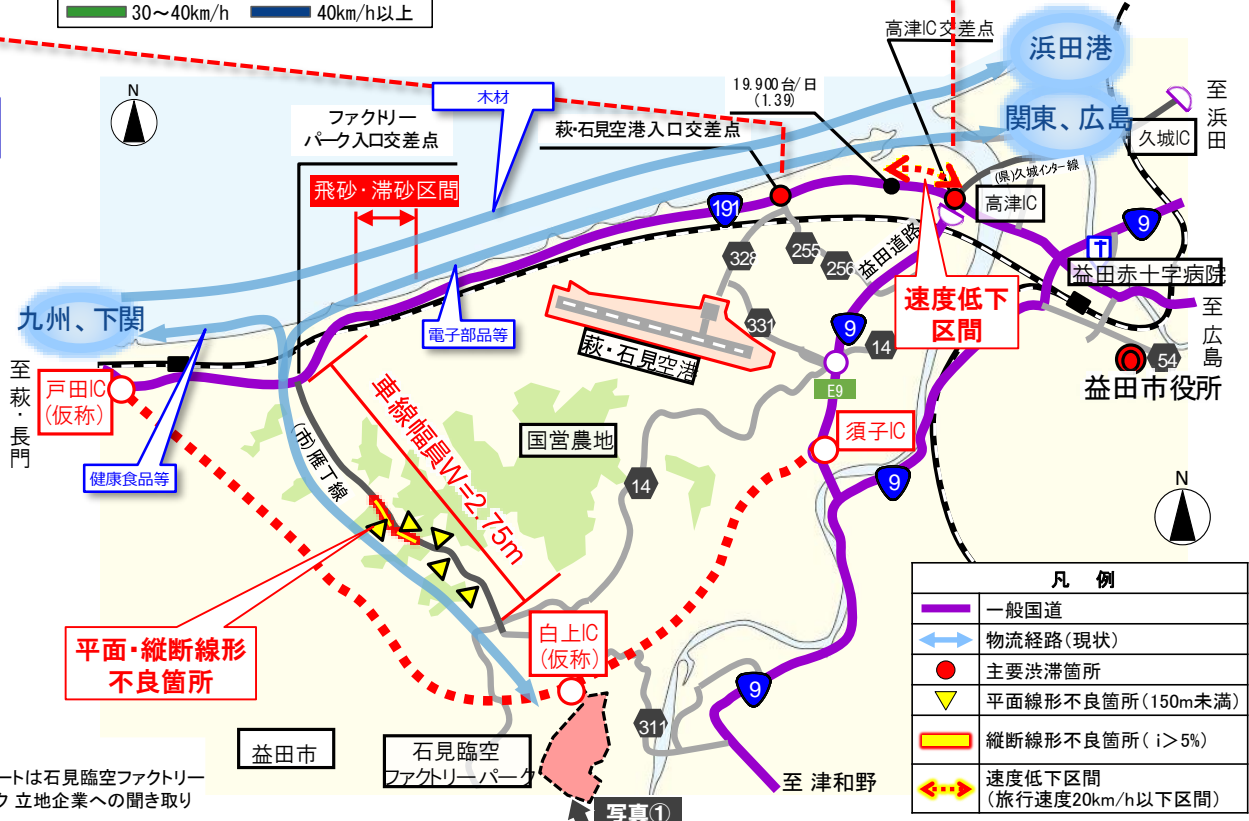 30～40km/h
40km/h以上
高津IC交差点
浜田港
N
木材
19.900台/日
(1.39)
ファクトリー
パーク入口交差点
萩・石見空港入口交差点
関東、広島
至浜田
久城IC
(県)久城インター線
飛砂・滞砂区間
高津IC
191
9
328
255
256
益田道路
益田赤十字病院
九州、下関
電子部品等
速度低下
区間
至広島
331
9
14
54
萩・石見空港
E9
益田市役所
至萩・長門
戸田IC
(仮称)
車線幅員W=2.75m
須子IC
国営農地
(市)雁丁線
健康食品等
14
9
N
平面・縦断線形
不良箇所
白上IC
(仮称)
9
311
益田市
石見臨空
ファクトリーパーク
至 津和野
ートは石見臨空ファクトリー
ク 立地企業への聞き取り
写真①
凡 例
一般国道
物流経路(現状)
主要渋滞箇所
平面線形不良箇所(150m未満)
縦断線形不良箇所( i＞5%)
速度低下区間
(旅行速度20km/h以下区間)